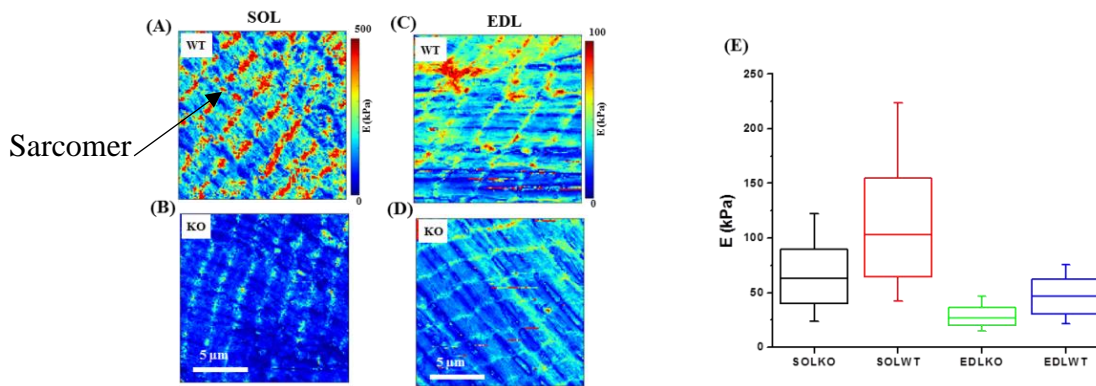 SOL
EDL
(A)
WT
500
E (kPa)
0
(C)
WT
100
E (kPa)
0
Sarcomer
(B)
KO
5 µm
(D)
KO
5 µm
(E)
E (kPa)
250
200
150
100
50
0
SOLKO SOLWT EDLKO EDLWT